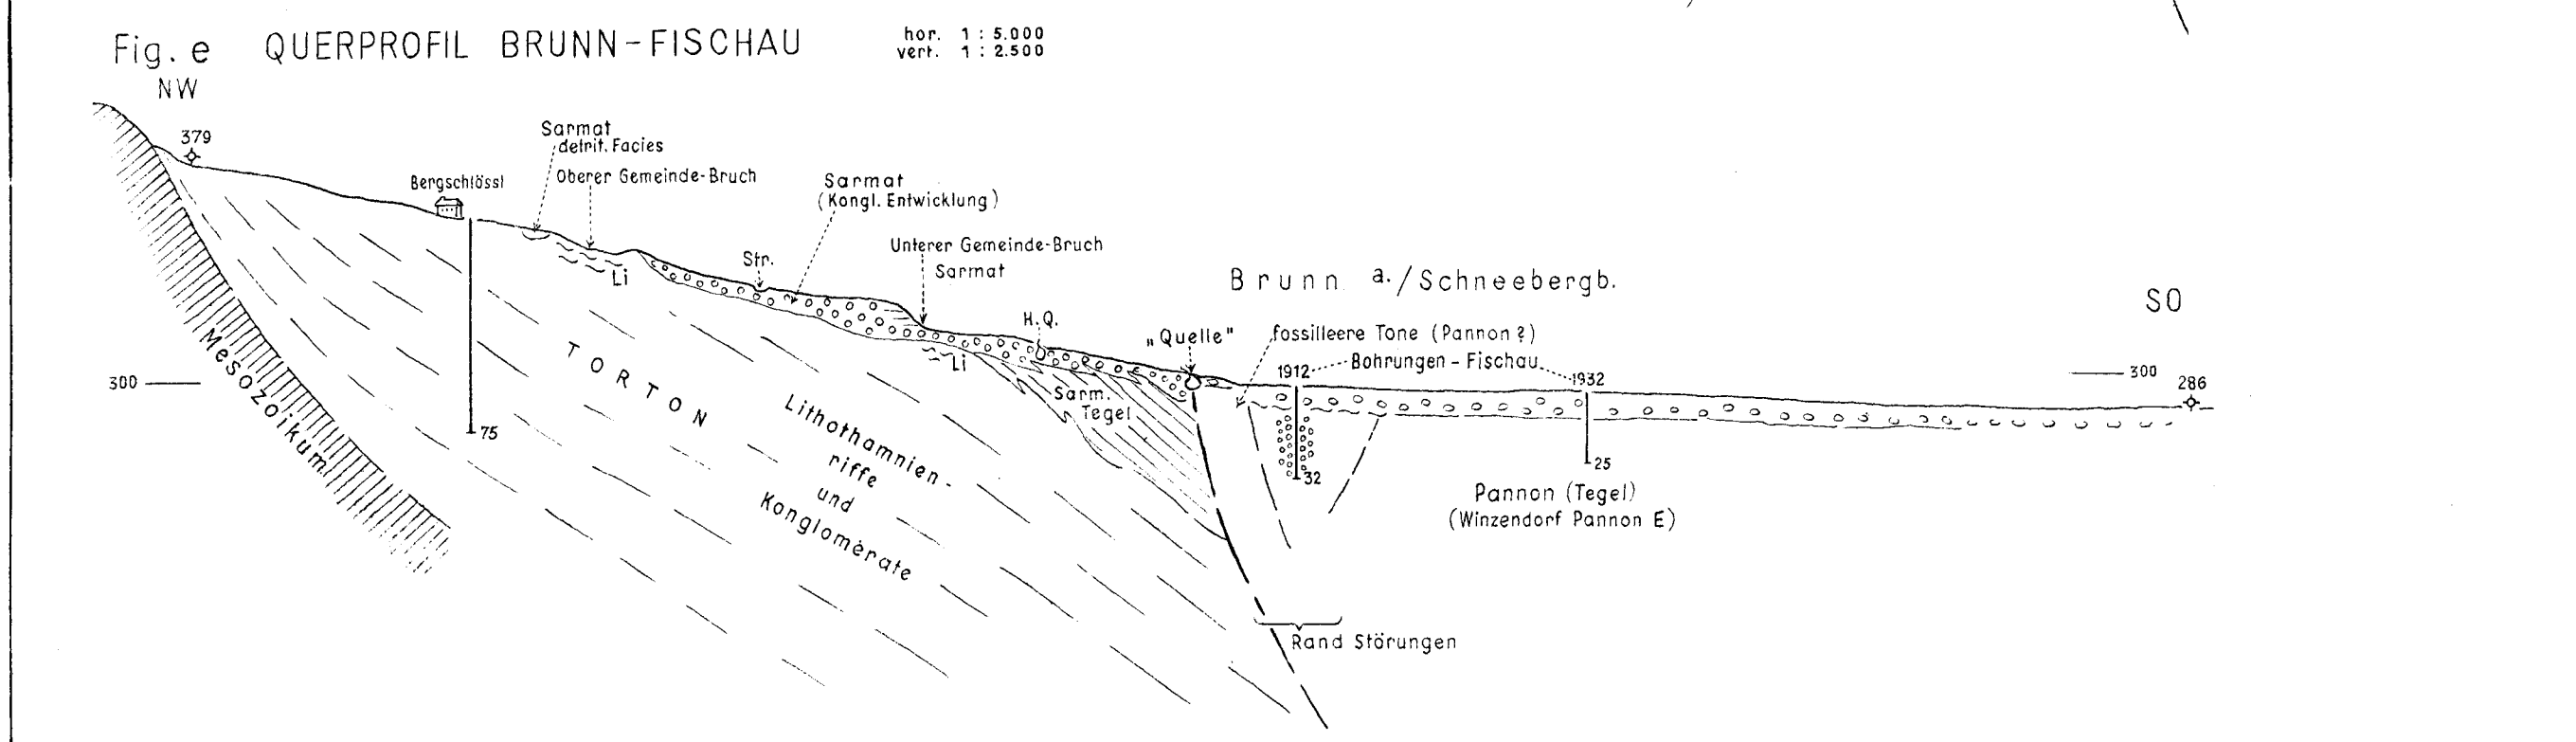 Fig. e QUERPROFIL BRUNN-FISCHAU
hor. 1 : 5.000
vert. 1 : 2.500
NW
379
Bergschlössl
Sarmat
detrit. Facies
Oberer Gemeinde-Bruch
Sarmat
(Kongl. Entwicklung)
Unterer Gemeinde-Bruch
Sarmat
Str.
Li
H.Q.
Brunn a./Schneebergb.
SO
„Quelle"
fossilleere Tone (Pannon ?)
1912 Bohrungen - Fischau 1932
300
300
286
Li
Sarm.
Tegel
Mesozoikum
75
TORTON
Lithothamnien-
riffe
und
Konglomerate
32
25
Pannon (Tegel)
(Winzendorf Pannon E)
Rand Störungen